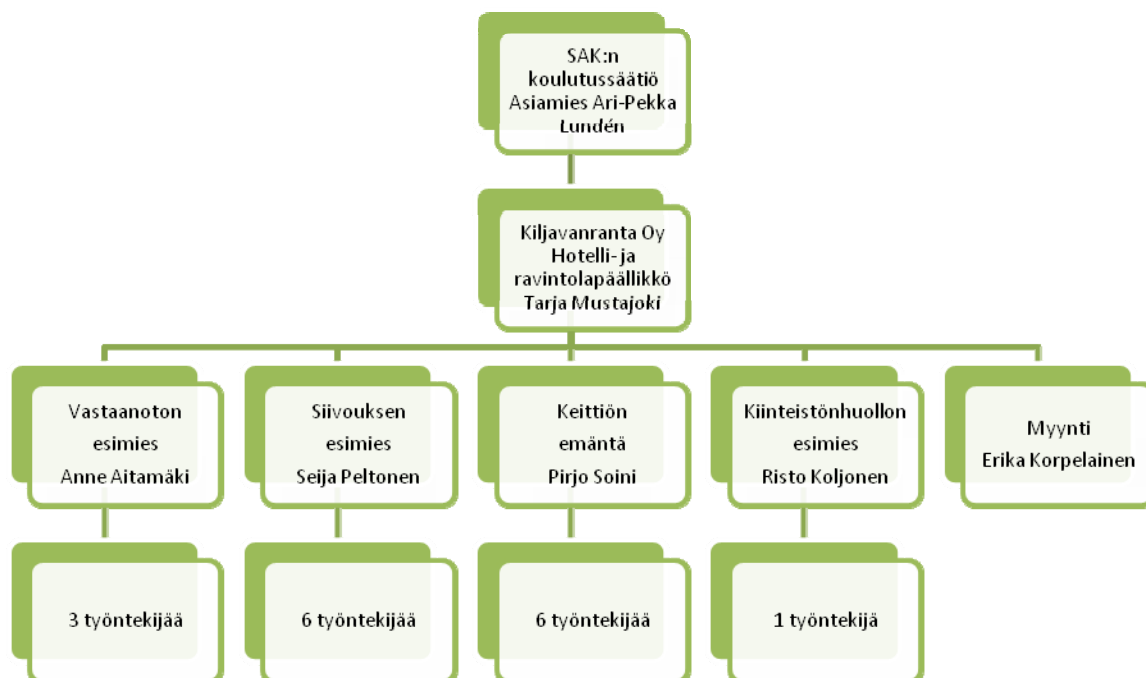 SAK:n
koulutussäätiö
Asiamies Ari-Pekka
Lundén
Kiljavanranta Oy
Hotelli- ja
ravintolapäällikkö
Tarja Mustajoki
Vastaanoton
esimies
Anne Aitamäki
Siivouksen
esimies
Seija Peltonen
Keittiön
emäntä
Pirjo Soini
Kiinteistönhuollon
esimies
Risto Koljonen
Myynti
Erika Korpelainen
3 työntekijää
6 työntekijää
6 työntekijää
1 työntekijä